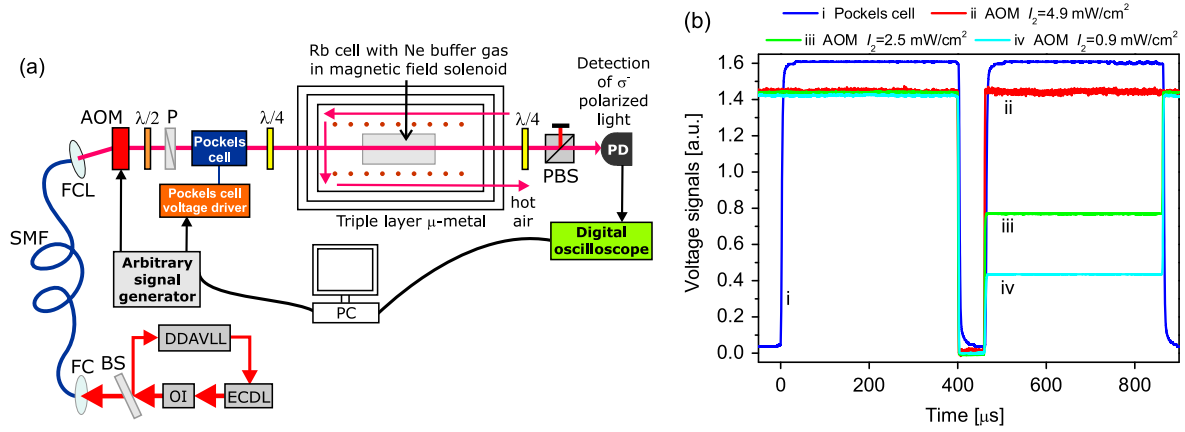 (a)
Rb cell with Ne buffer gas
in magnetic field solenoid
Detection
of σ⁻
polarized
light
AOM
λ/2
P
λ/4
λ/4
Pockels
cell
PD
FCL
PBS
Pockels cell
voltage driver
hot
air
Triple layer μ-metal
SMF
Digital
oscilloscope
Arbitrary
signal
generator
PC
DDAVLL
FC
BS
OI
ECDL
(b)
i Pockels cell
ii AOM I₂=4.9 mW/cm²
iii AOM I₂=2.5 mW/cm²
iv AOM I₂=0.9 mW/cm²
Voltage signals [a.u.]
1.6
1.4
1.2
1.0
0.8
0.6
0.4
0.2
0.0
i
ii
iii
iv
0
200
400
600
800
Time [μs]